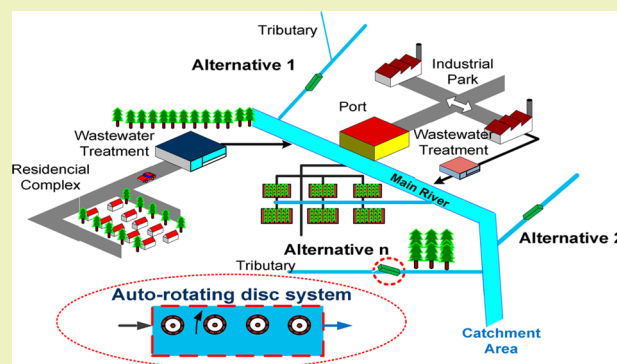 Tributary
Alternative 1
Industrial
Park
Port
Wastewater
Treatment
Wastewater
Treatment
Residencial
Complex
Main River
Alternative n
Alternative 2
Tributary
Auto-rotating disc system
Catchment
Area